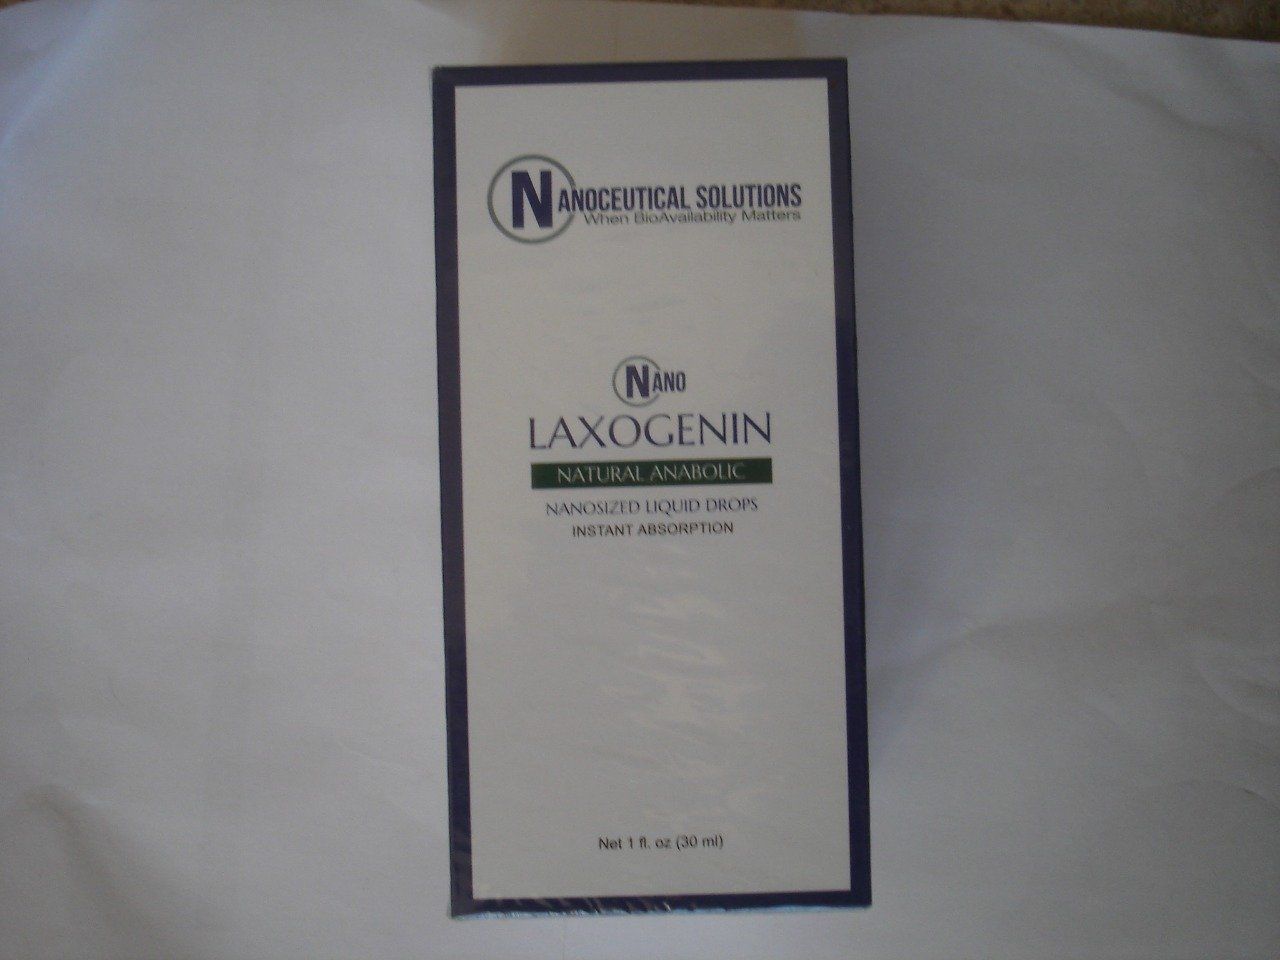 NANOCEUTICAL SOLUTIONS
When BioAvailability Matters
NANO
LAXOGENIN
NATURAL ANABOLIC
NANOSIZED LIQUID DROPS
INSTANT ABSORPTION
Net 1 fl. oz (30 ml)